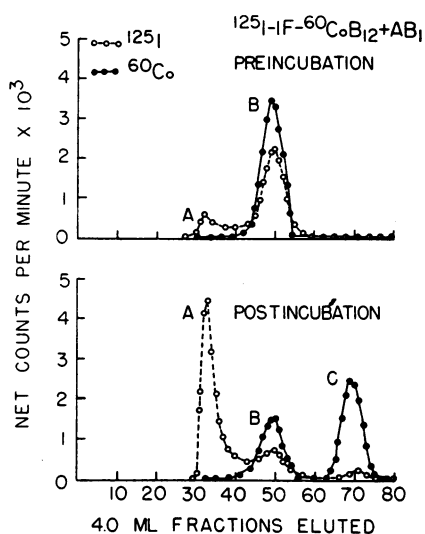 ¹²⁵I-IF-⁶⁰CoB₁₂+AB₁
PREINCUBATION
¹²⁵I
⁶⁰Co
5
4
3
2
1
0
A
B
POSTINCUBATION
5
4
3
2
1
0
A
B
C
10 20 30 40 50 60 70 80
NET COUNTS PER MINUTE X 10³
4.0 ML FRACTIONS ELUTED